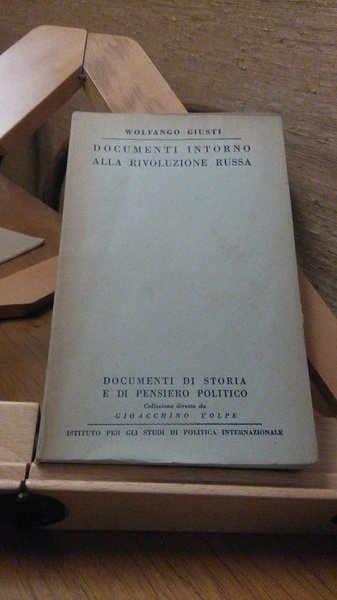 WOLFANGO GIUSTI
DOCUMENTI INTORNO
ALLA RIVOLUZIONE RUSSA
DOCUMENTI DI STORIA
E DI PENSIERO POLITICO
Collezione diretta da
GIOACCHINO VOLPE
ISTITUTO PER GLI STUDI DI POLITICA INTERNAZIONALE